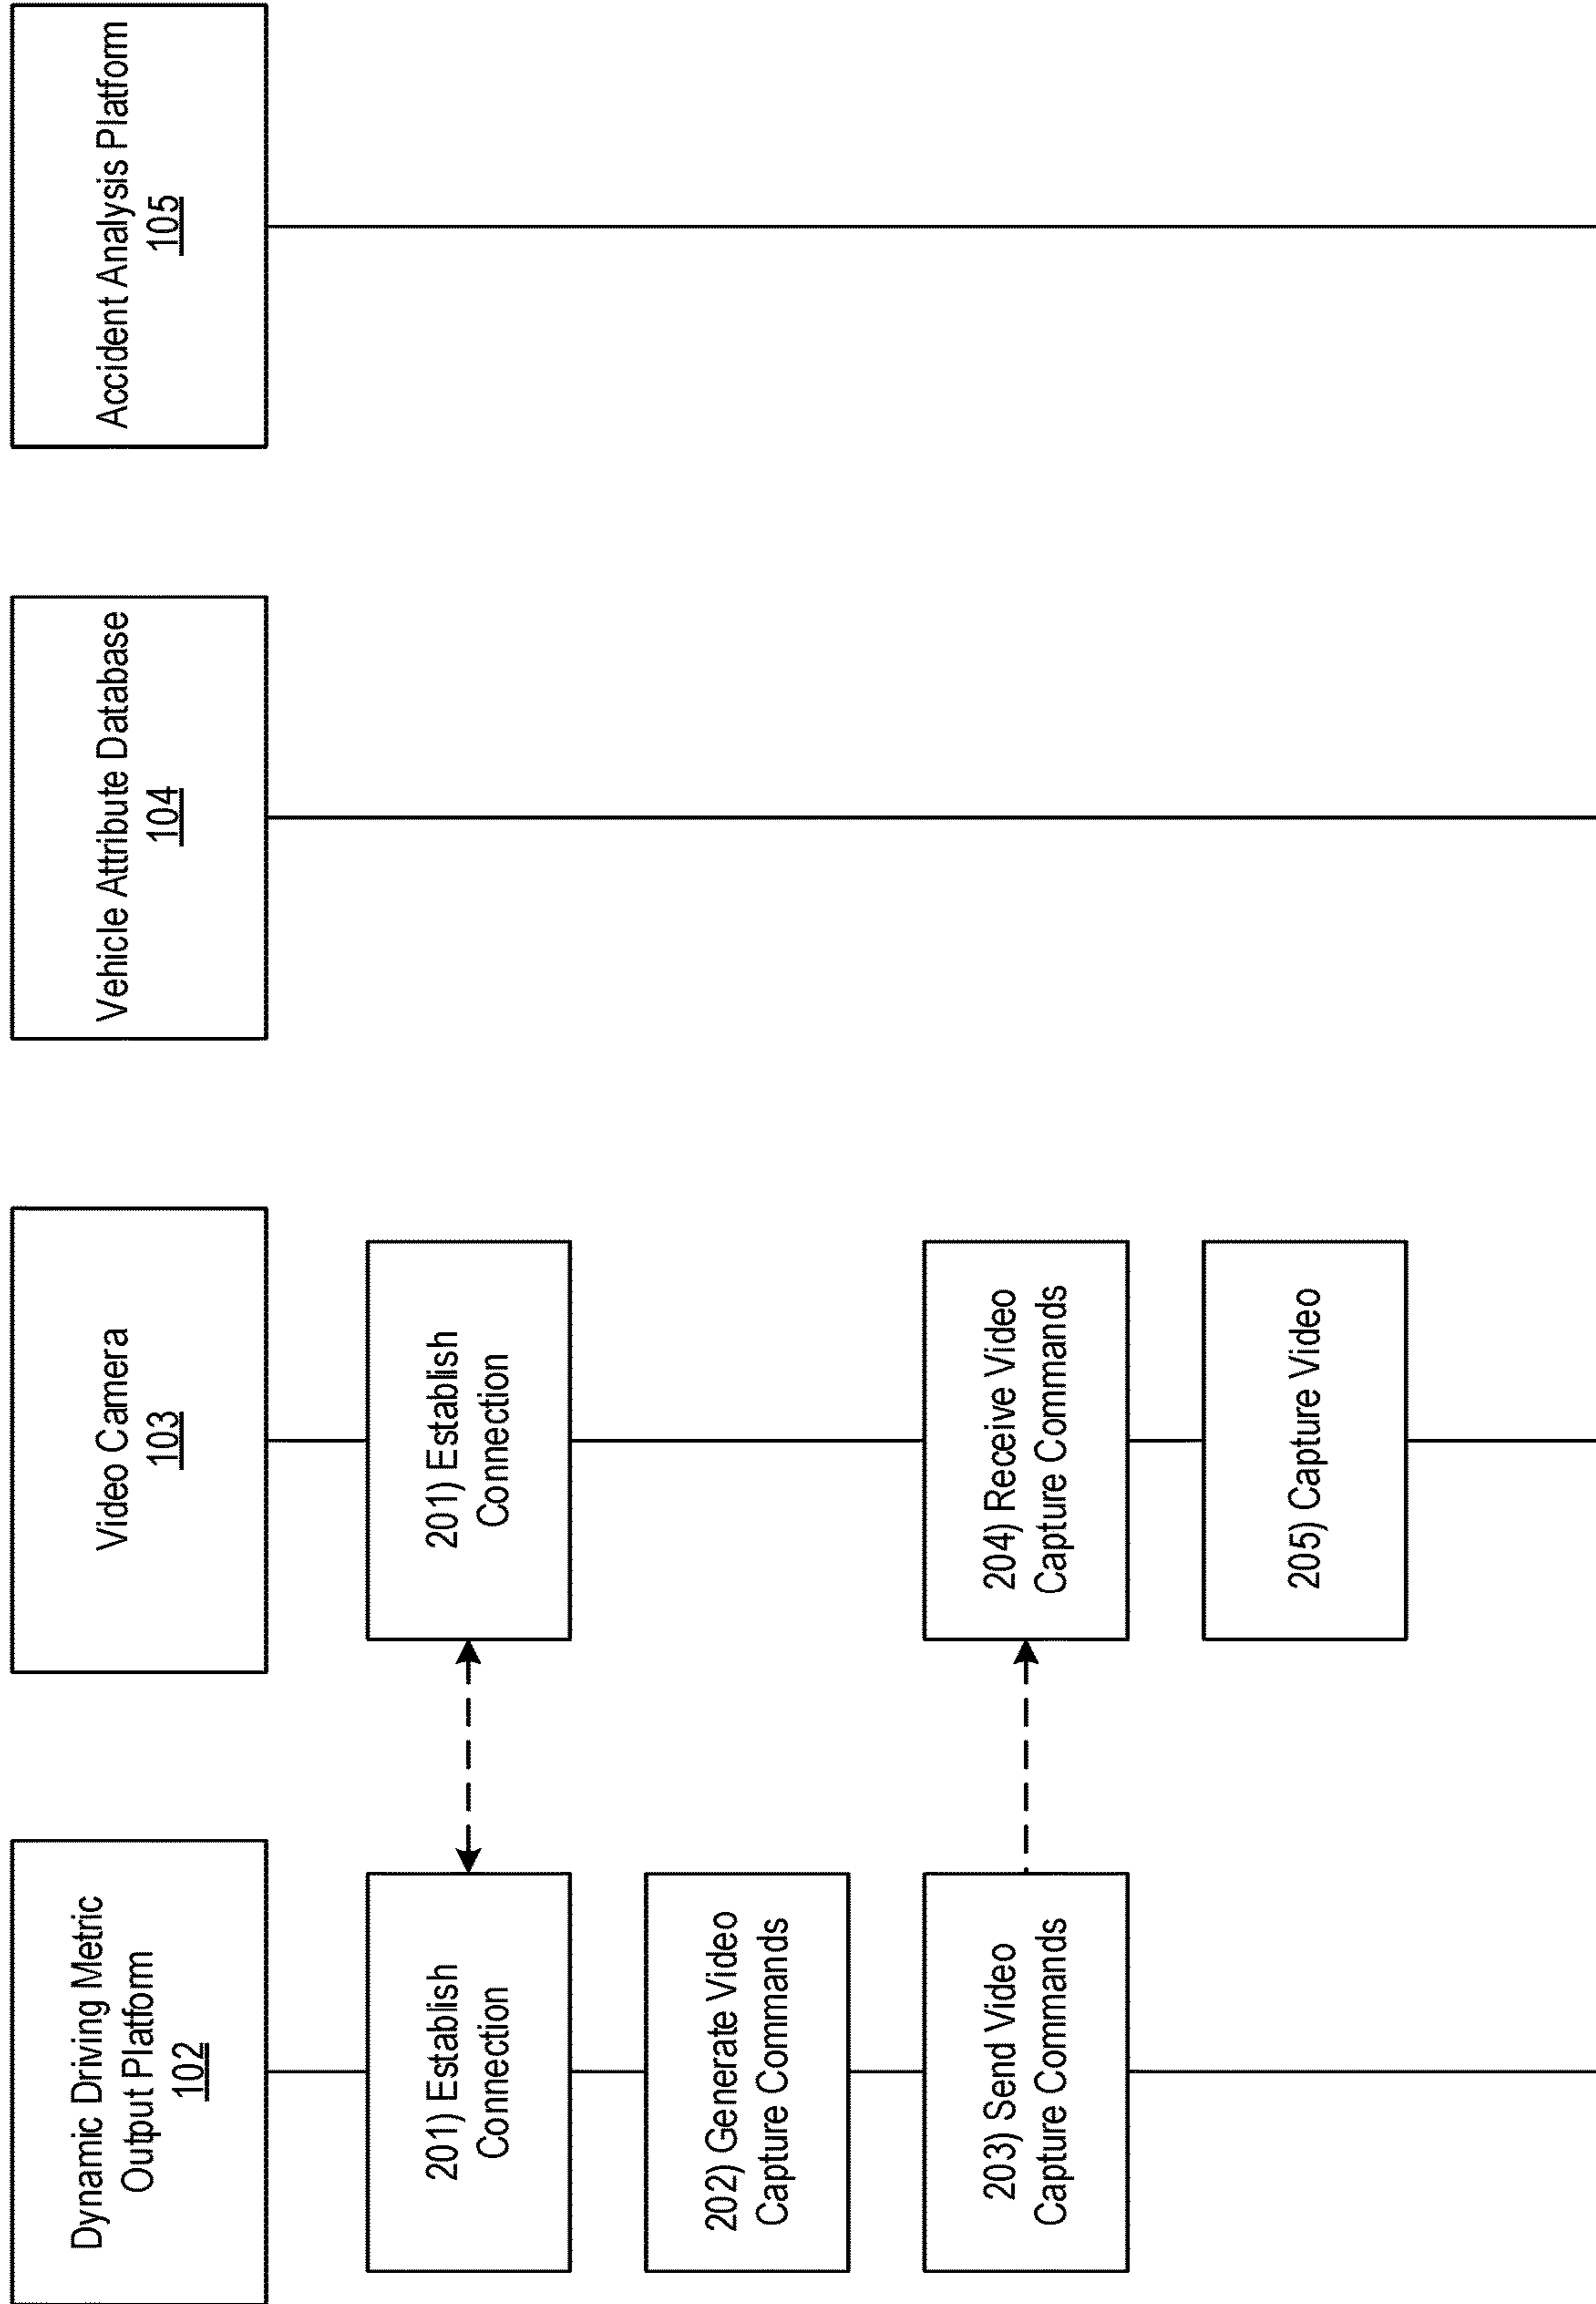 Dynamic Driving Metric
Output Platform
102
Video Camera
103
Vehicle Attribute Database
104
Accident Analysis Platform
105
201) Establish
Connection
201) Establish
Connection
202) Generate Video
Capture Commands
203) Send Video
Capture Commands
204) Receive Video
Capture Commands
205) Capture Video